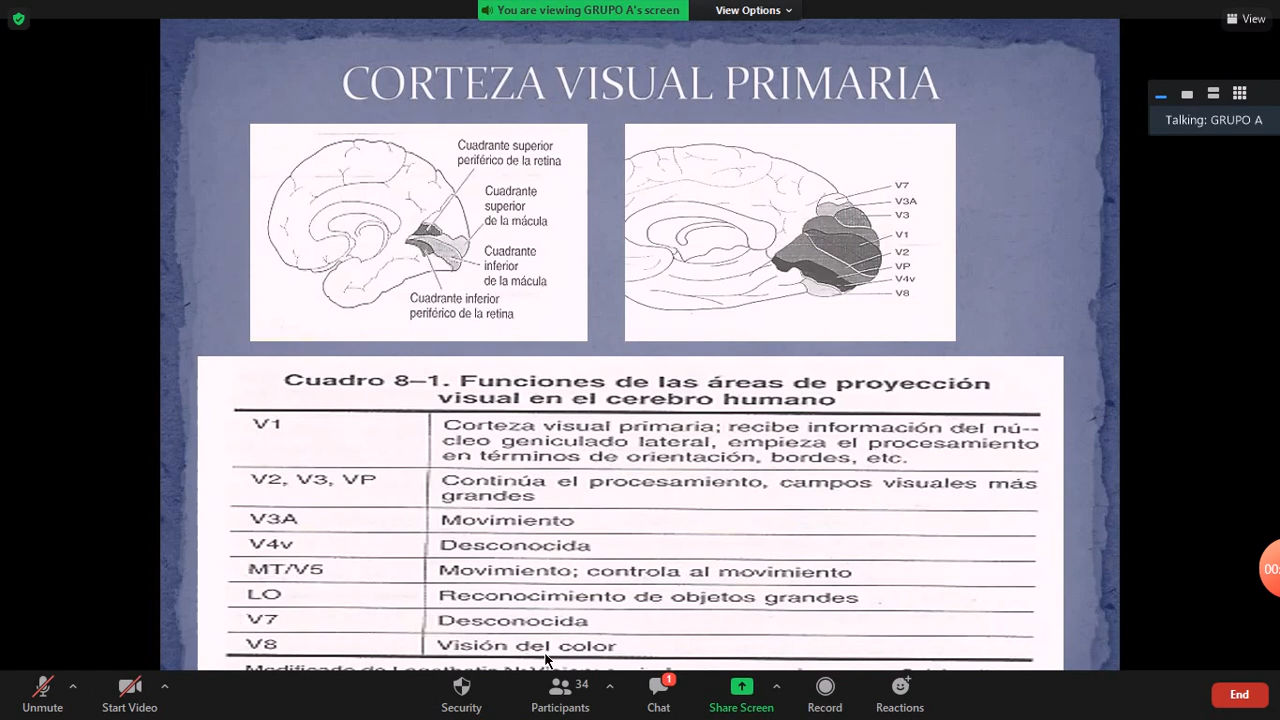 You are viewing GRUPO A's screen
View Options
View
Talking: GRUPO A
CORTEZA VISUAL PRIMARIA
Cuadrante superior
periférico de la retina
Cuadrante
superior
de la mácula
Cuadrante
inferior
de la mácula
Cuadrante inferior
periférico de la retina
V7
V3A
V3
V1
V2
VP
V4v
V8
Cuadro 8–1. Funciones de las áreas de proyección
visual en el cerebro humano
V1 Corteza visual primaria; recibe información del nú-
cleo geniculado lateral, empieza el procesamiento
en términos de orientación, bordes, etc.
V2, V3, VP Continúa el procesamiento, campos visuales más
grandes
V3A Movimiento
V4v Desconocida
MT/V5 Movimiento; controla al movimiento
LO Reconocimiento de objetos grandes
V7 Desconocida
V8 Visión del color
00:
Unmute
Start Video
Security
34
Participants
1
Chat
Share Screen
Record
Reactions
End